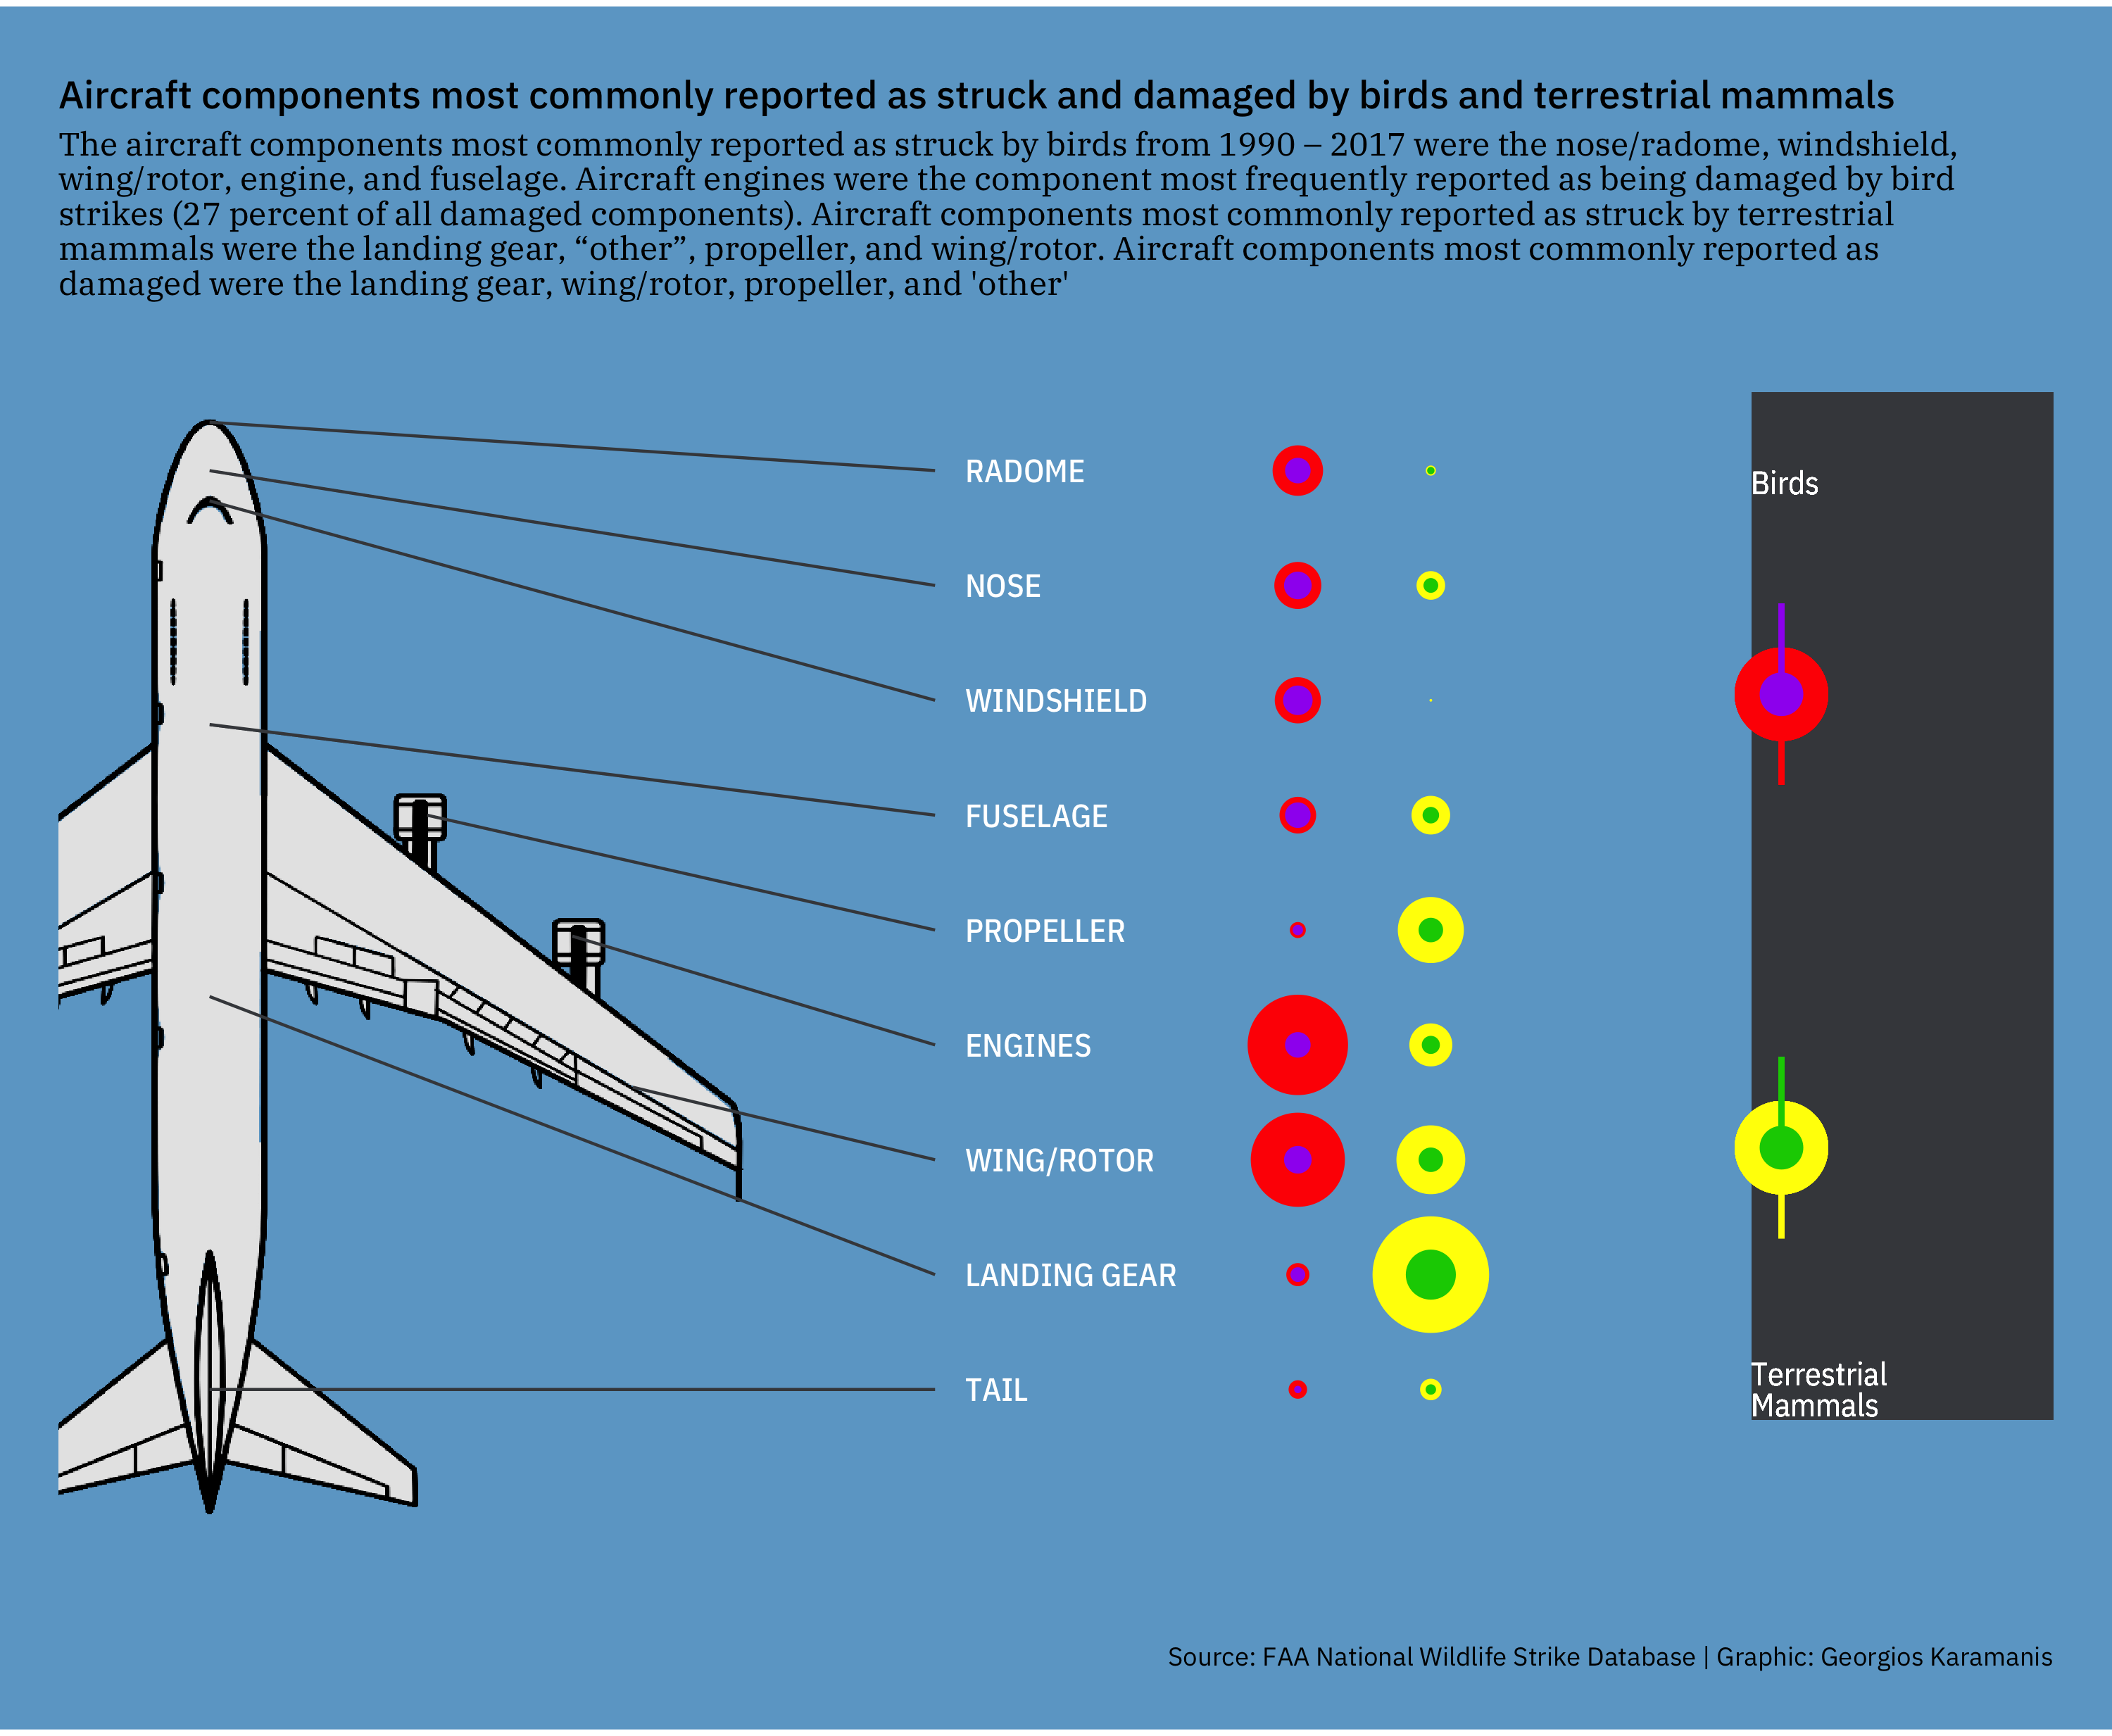 Aircraft components most commonly reported as struck and damaged by birds and terrestrial mammals
The aircraft components most commonly reported as struck by birds from 1990 – 2017 were the nose/radome, windshield,
wing/rotor, engine, and fuselage. Aircraft engines were the component most frequently reported as being damaged by bird
strikes (27 percent of all damaged components). Aircraft components most commonly reported as struck by terrestrial
mammals were the landing gear, “other”, propeller, and wing/rotor. Aircraft components most commonly reported as
damaged were the landing gear, wing/rotor, propeller, and 'other'
RADOME
Birds
NOSE
WINDSHIELD
FUSELAGE
PROPELLER
ENGINES
WING/ROTOR
LANDING GEAR
TAIL
Terrestrial
Mammals
Source: FAA National Wildlife Strike Database | Graphic: Georgios Karamanis